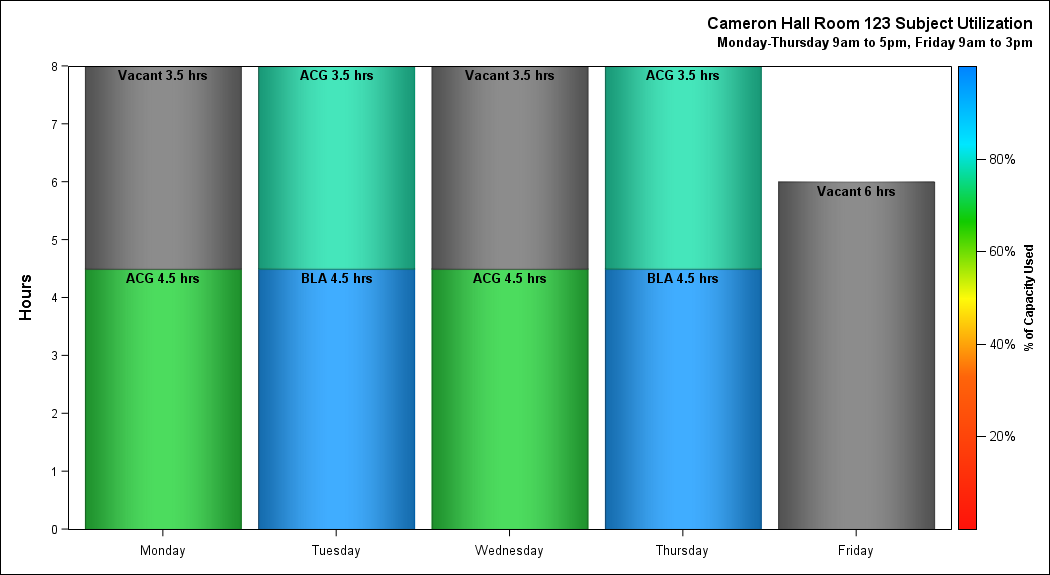 Cameron Hall Room 123 Subject Utilization
Monday-Thursday 9am to 5pm, Friday 9am to 3pm
Hours
8
7
6
5
4
3
2
1
0
Vacant 3.5 hrs
ACG 3.5 hrs
Vacant 3.5 hrs
ACG 3.5 hrs
Vacant 6 hrs
ACG 4.5 hrs
BLA 4.5 hrs
ACG 4.5 hrs
BLA 4.5 hrs
Monday
Tuesday
Wednesday
Thursday
Friday
80%
60%
40%
20%
% of Capacity Used